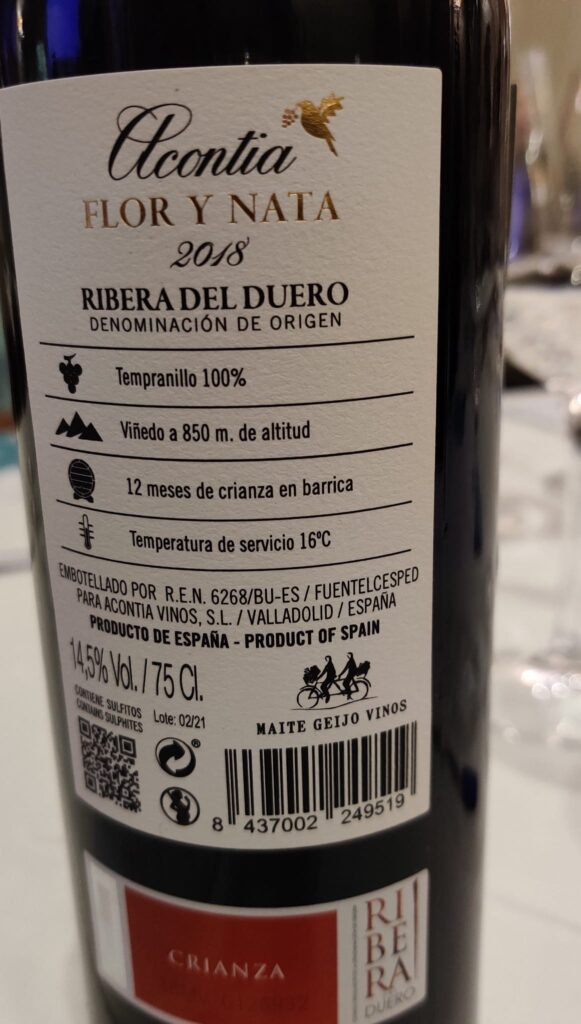 Acontia
FLOR Y NATA
2018
RIBERA DEL DUERO
DENOMINACIÓN DE ORIGEN
Tempranillo 100%
Viñedo a 850 m. de altitud
12 meses de crianza en barrica
Temperatura de servicio 16ºC
EMBOTELLADO POR R.E.N. 6268/BU-ES / FUENTELCESPED
PARA ACONTIA VINOS, S.L. / VALLADOLID / ESPAÑA
PRODUCTO DE ESPAÑA - PRODUCT OF SPAIN
14,5% Vol. / 75 Cl.
CONTIENE SULFITOS
CONTAINS SULPHITES
Lote: 02/21
MAITE GEIJO VINOS
®
8 437002 249519
CRIANZA
RI
BE
RA
DUERO